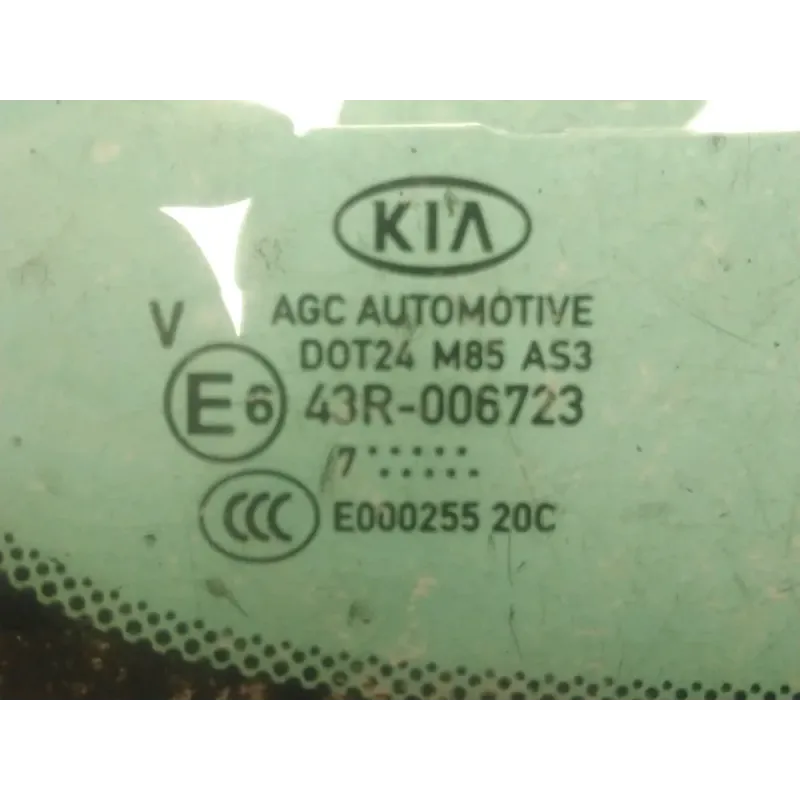 KIA
V AGC AUTOMOTIVE
DOT24 M85 AS3
E6 43R-006723
7
CCC E000255 20C